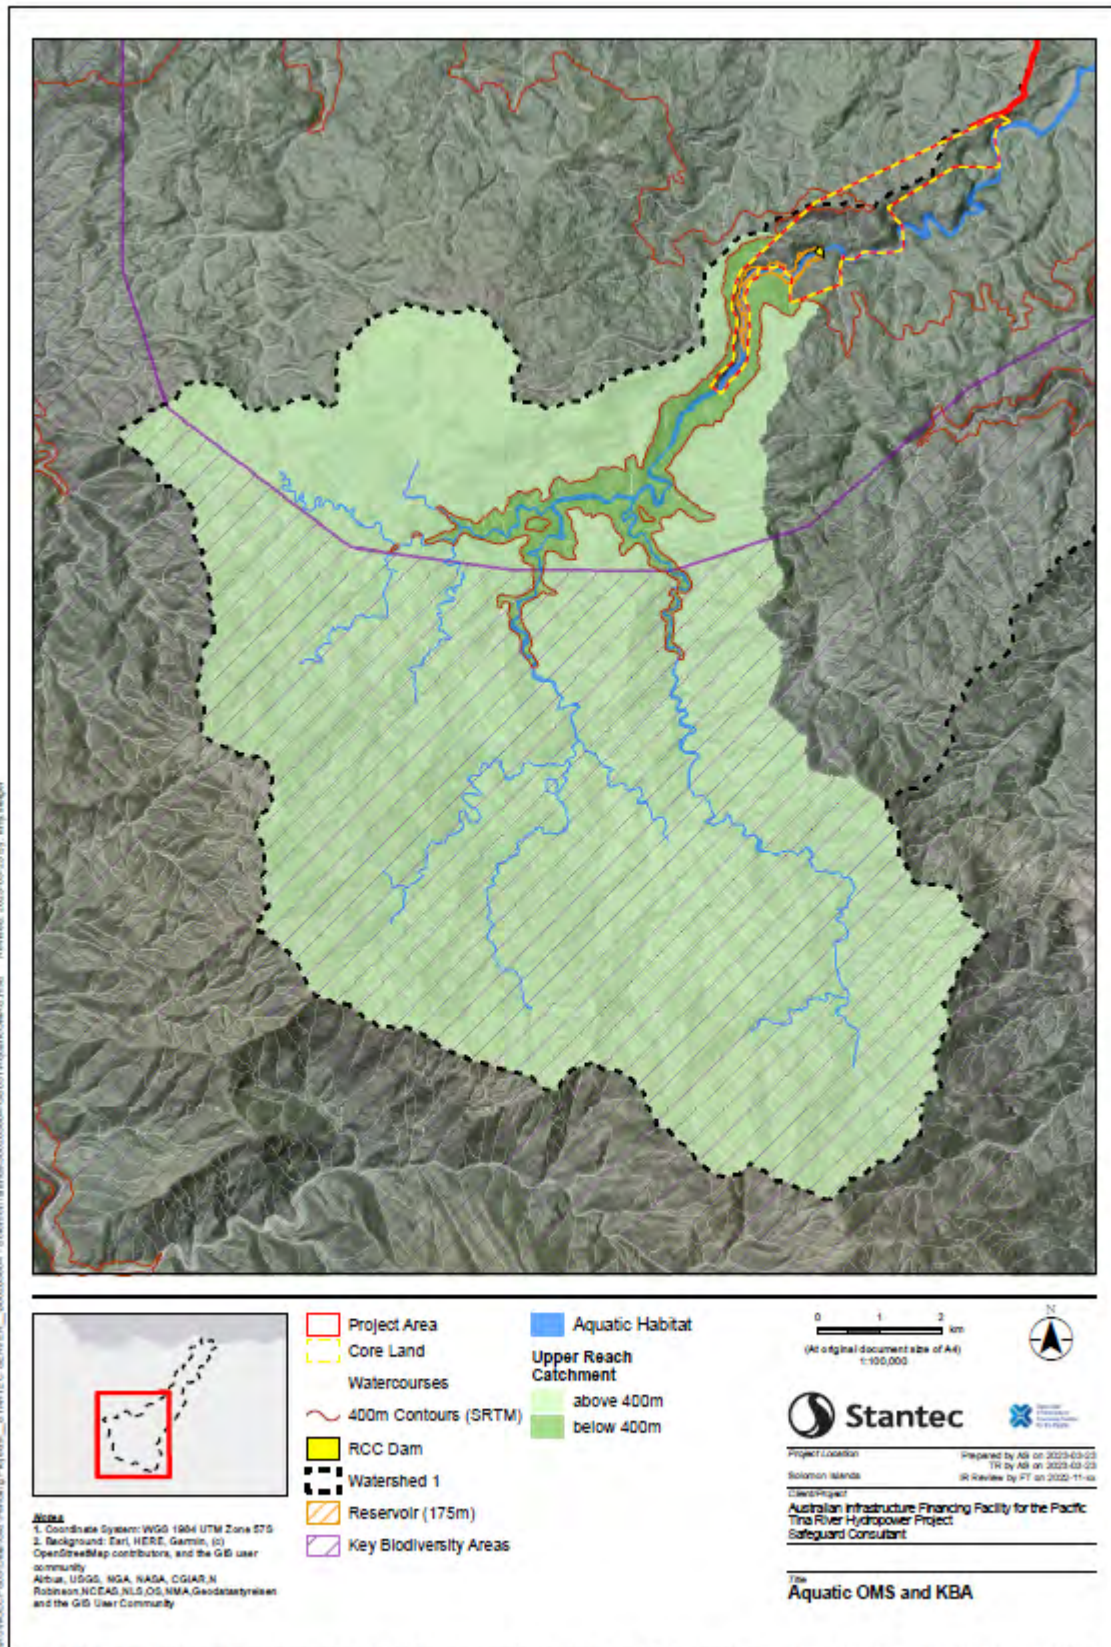 Project Area
Core Land
Watercourses
400m Contours (SRTM)
RCC Dam
Watershed 1
Reservoir (175m)
Key Biodiversity Areas
Aquatic Habitat
Upper Reach
Catchment
above 400m
below 400m
0 1 2
km
(At original document size of A4)
1:100,000
N
Stantec
Project Location
Solomon Islands
Prepared by AB on 2023-03-23
TR by AB on 2023-03-23
IR Review by FT on 2022-11-xx
Client/Project
Australian Infrastructure Financing Facility for the Pacific
Tina River Hydropower Project
Safeguard Consultant
Title
Aquatic OMS and KBA
Notes
1. Coordinate System: WGS 1984 UTM Zone 57S
2. Background: Esri, HERE, Garmin, (c)
OpenStreetMap contributors, and the GIS user
community
Airbus, USGS, NGA, NASA, CGIAR,N
Robinson,NCEAS,NLS,OS,NMA,Geodatastyrelsen
and the GIS User Community